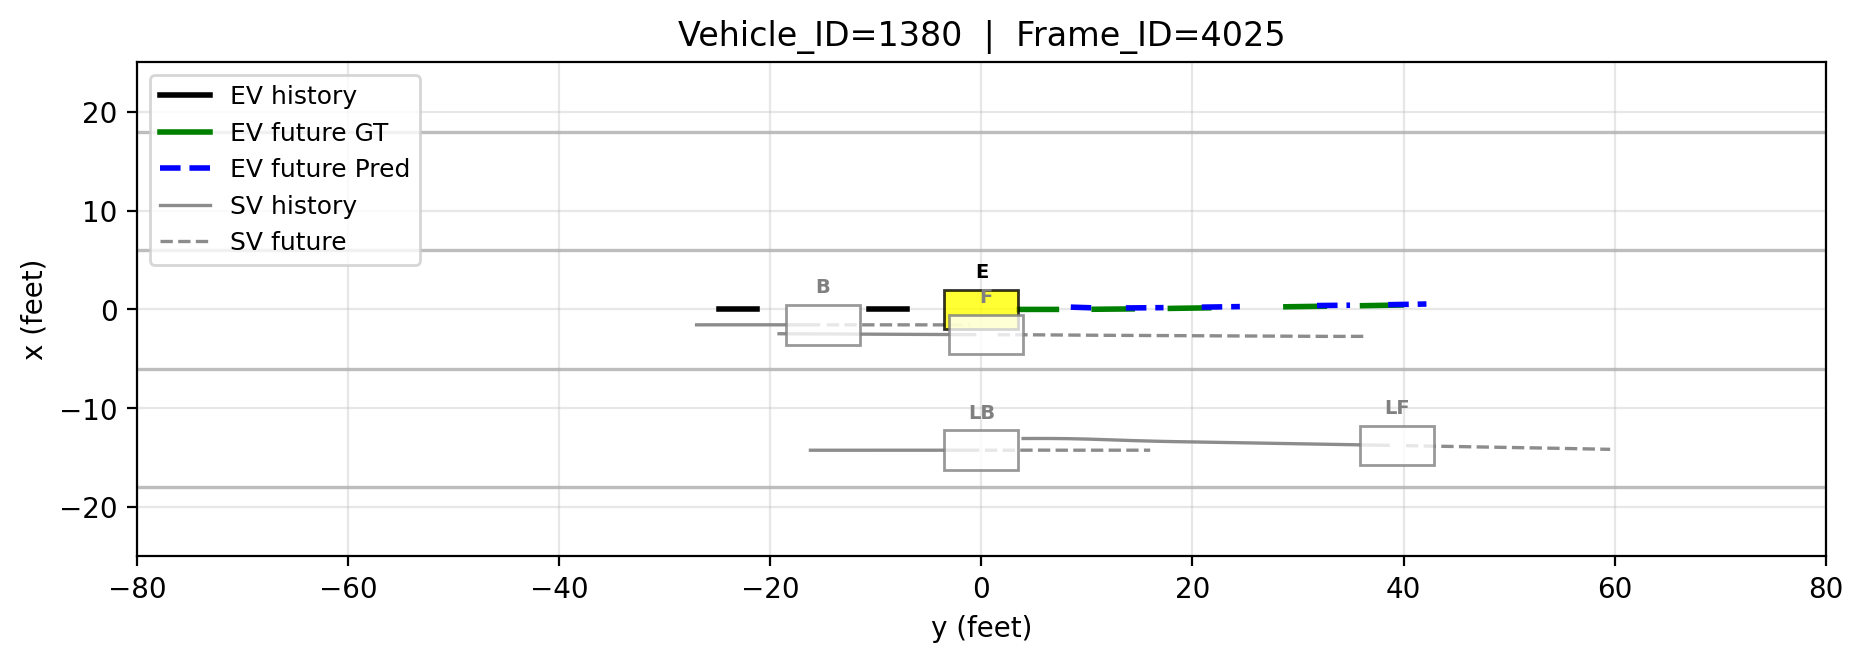 Vehicle_ID=1380 | Frame_ID=4025
EV history
EV future GT
EV future Pred
SV history
SV future
20
10
0
−10
−20
x (feet)
E
F
B
LB
LF
−80 −60 −40 −20 0 20 40 60 80
y (feet)